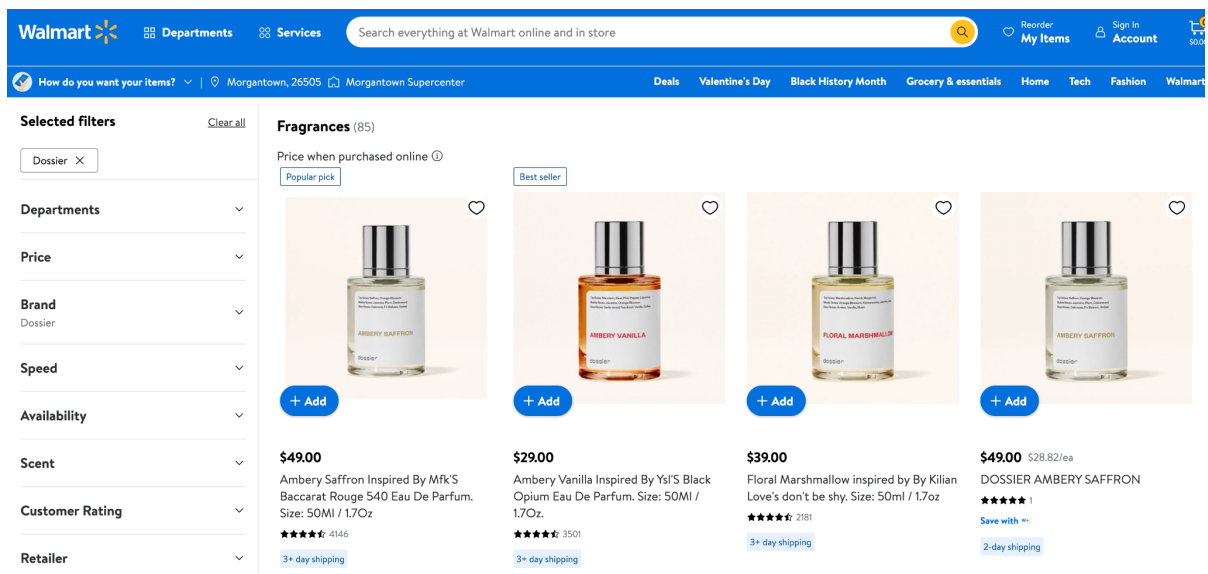 Walmart
Departments
Services
Search everything at Walmart online and in store
Reorder
My Items
Sign In
Account
$0.00
How do you want your items?
Morgantown, 26505
Morgantown Supercenter
Deals
Valentine's Day
Black History Month
Grocery & essentials
Home
Tech
Fashion
Walmart
Selected filters
Clear all
Dossier
Departments
Price
Brand
Dossier
Speed
Availability
Scent
Customer Rating
Retailer
Fragrances (85)
Price when purchased online
Popular pick
AMBERY SAFFRON
dossier
+ Add
$49.00
Ambery Saffron Inspired By Mfk'S
Baccarat Rouge 540 Eau De Parfum.
Size: 50Ml / 1.7Oz
4146
3+ day shipping
Best seller
AMBERY VANILLA
dossier
+ Add
$29.00
Ambery Vanilla Inspired By Ysl'S Black
Opium Eau De Parfum. Size: 50Ml /
1.7Oz.
3501
3+ day shipping
FLORAL MARSHMALLOW
dossier
+ Add
$39.00
Floral Marshmallow inspired by By Kilian
Love's don't be shy. Size: 50ml / 1.7oz
2181
3+ day shipping
AMBERY SAFFRON
dossier
+ Add
$49.00 $28.82/ea
DOSSIER AMBERY SAFFRON
1
Save with
2-day shipping